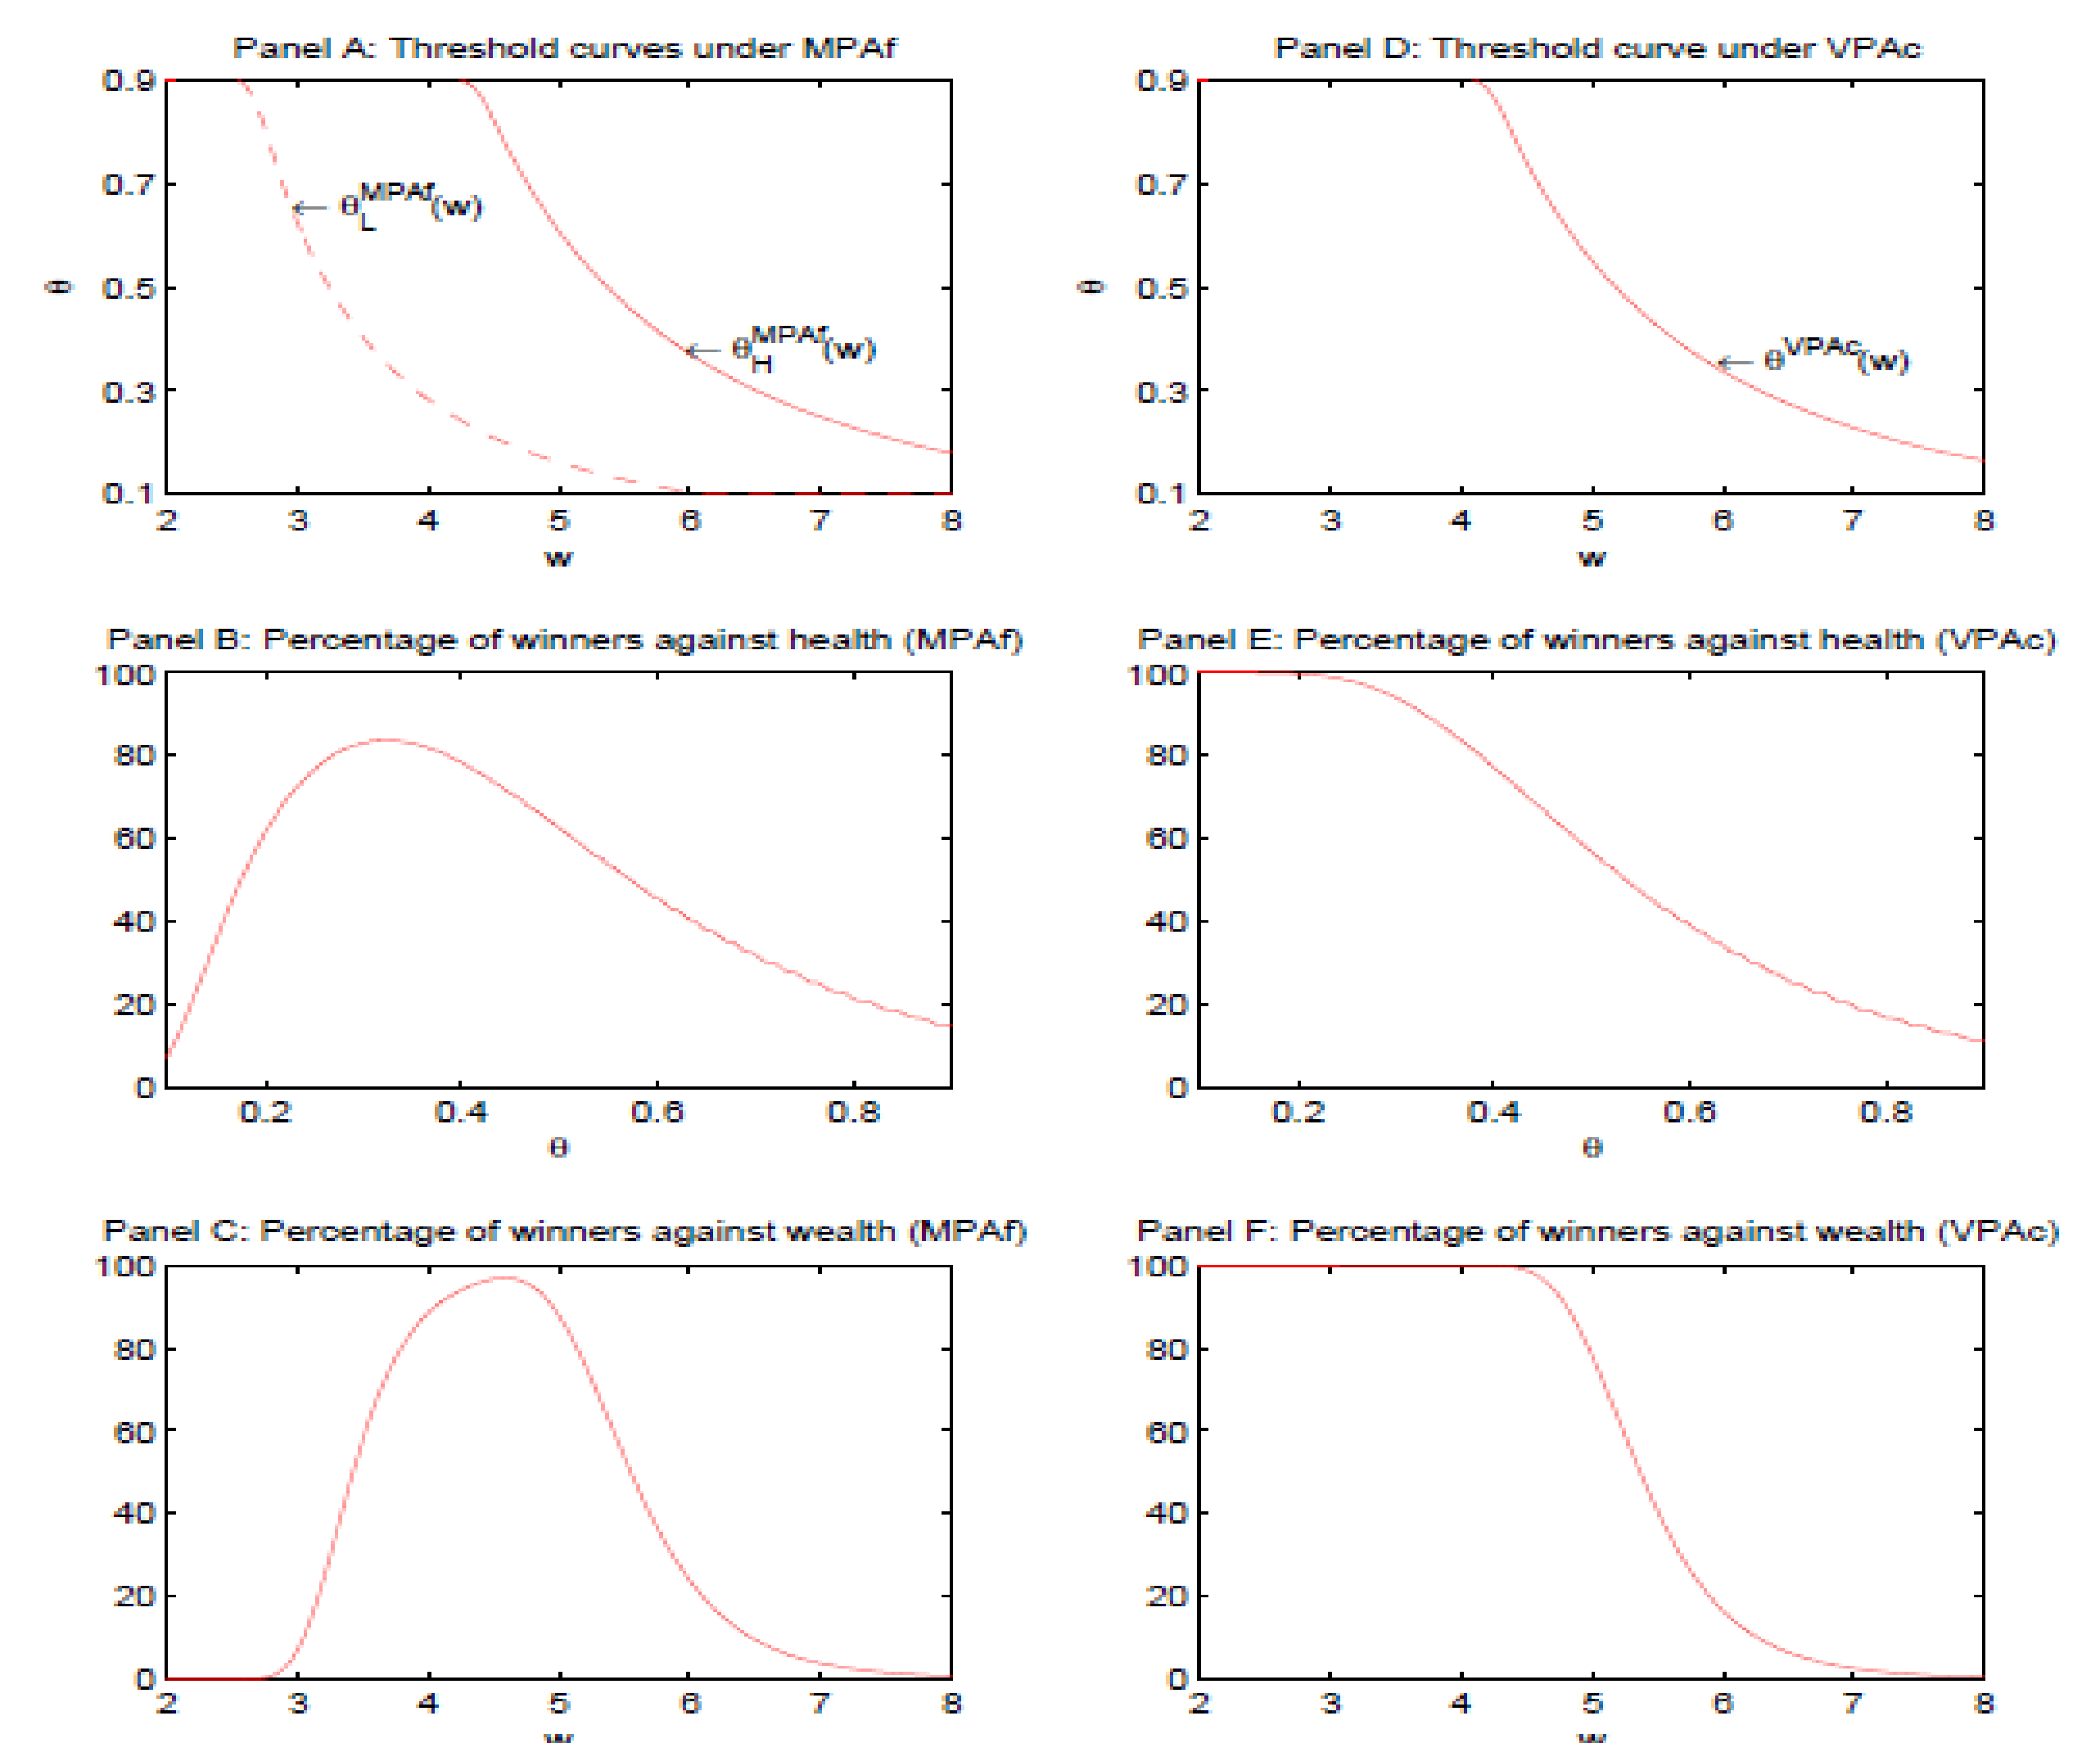 Panel A: Threshold curves under MPAf
0.9
0.7
0.5
0.3
0.1
θ
θ_L^MPAf(w)
θ_H^MPAf(w)
2 3 4 5 6 7 8
w
Panel D: Threshold curve under VPAc
0.9
0.7
0.5
0.3
0.1
θ
θ^VPAc(w)
2 3 4 5 6 7 8
w
Panel B: Percentage of winners against health (MPAf)
100
80
60
40
20
0
0.2 0.4 0.6 0.8
θ
Panel E: Percentage of winners against health (VPAc)
100
80
60
40
20
0
0.2 0.4 0.6 0.8
θ
Panel C: Percentage of winners against wealth (MPAf)
100
80
60
40
20
0
2 3 4 5 6 7 8
w
Panel F: Percentage of winners against wealth (VPAc)
100
80
60
40
20
0
2 3 4 5 6 7 8
w